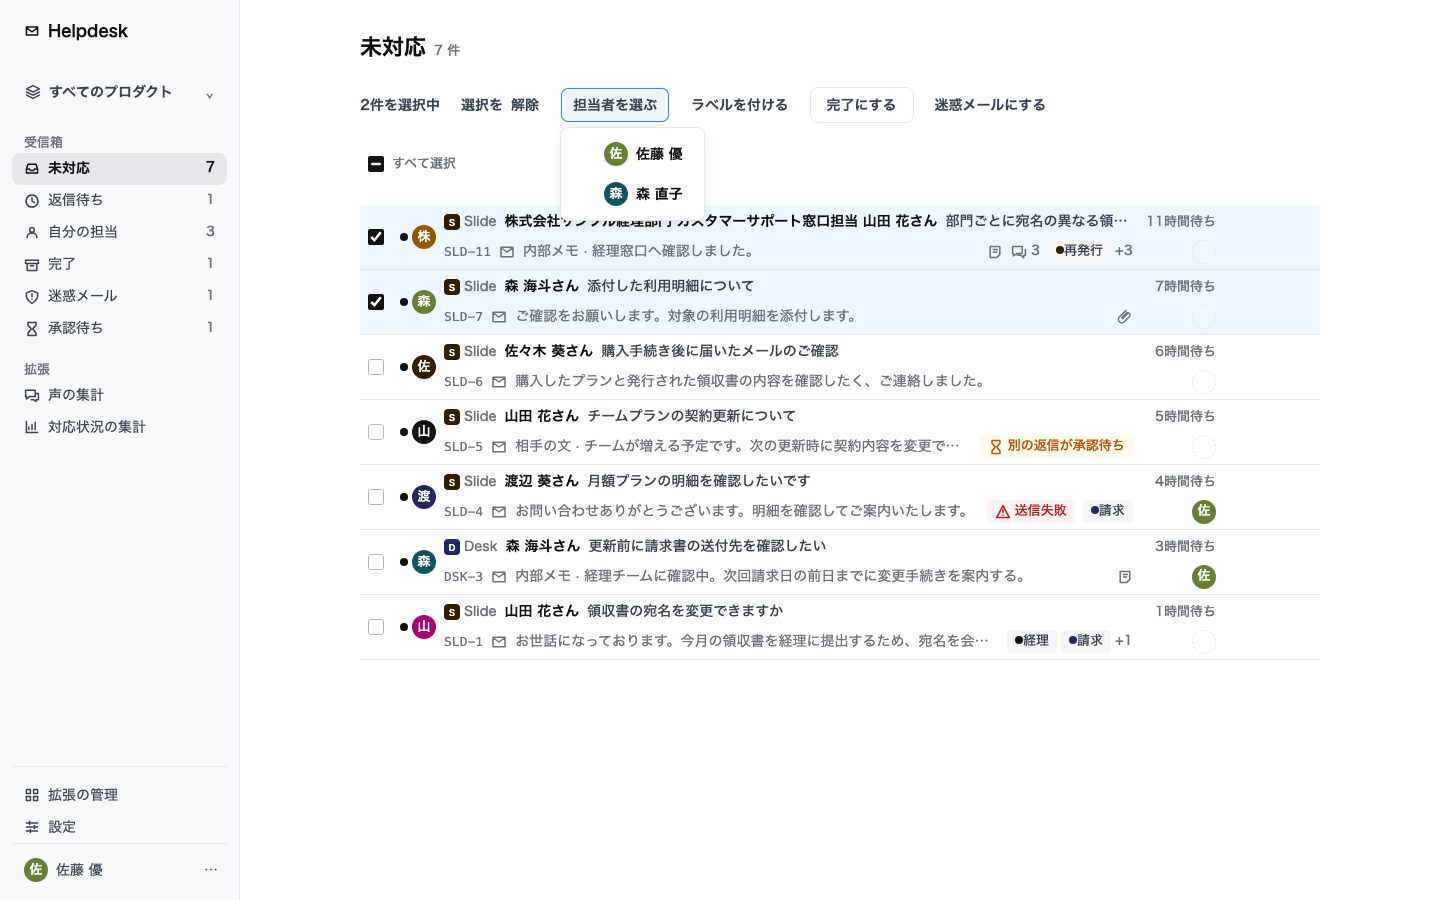 Helpdesk
すべてのプロダクト
受信箱
未対応 7
返信待ち 1
自分の担当 3
完了 1
迷惑メール 1
承認待ち 1
拡張
声の集計
対応状況の集計
拡張の管理
設定
佐 佐藤 優 …
未対応 7 件
2件を選択中 選択を 解除 担当者を選ぶ ラベルを付ける 完了にする 迷惑メールにする
佐 佐藤 優
すべて選択
森 森 直子
株 S Slide 株式会社サンプル経理部門カスタマーサポート窓口担当 山田 花さん 部門ごとに宛名の異なる領… 11時間待ち
SLD-11 内部メモ · 経理窓口へ確認しました。 3 再発行 +3
森 S Slide 森 海斗さん 添付した利用明細について 7時間待ち
SLD-7 ご確認をお願いします。対象の利用明細を添付します。
佐 S Slide 佐々木 葵さん 購入手続き後に届いたメールのご確認 6時間待ち
SLD-6 購入したプランと発行された領収書の内容を確認したく、ご連絡しました。
山 S Slide 山田 花さん チームプランの契約更新について 5時間待ち
SLD-5 相手の文 · チームが増える予定です。次の更新時に契約内容を変更で… 別の返信が承認待ち
渡 S Slide 渡辺 葵さん 月額プランの明細を確認したいです 4時間待ち
SLD-4 お問い合わせありがとうございます。明細を確認してご案内いたします。 送信失敗 請求 佐
森 D Desk 森 海斗さん 更新前に請求書の送付先を確認したい 3時間待ち
DSK-3 内部メモ · 経理チームに確認中。次回請求日の前日までに変更手続きを案内する。 佐
山 S Slide 山田 花さん 領収書の宛名を変更できますか 1時間待ち
SLD-1 お世話になっております。今月の領収書を経理に提出するため、宛名を会… 経理 請求 +1